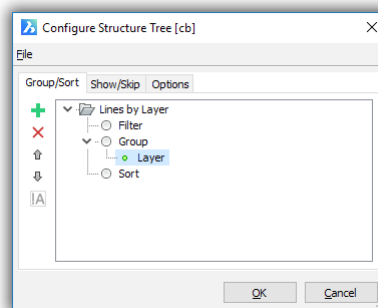 Configure Structure Tree [cb]
File
Group/Sort Show/Skip Options
Lines by Layer
Filter
Group
Layer
Sort
!A
OK Cancel